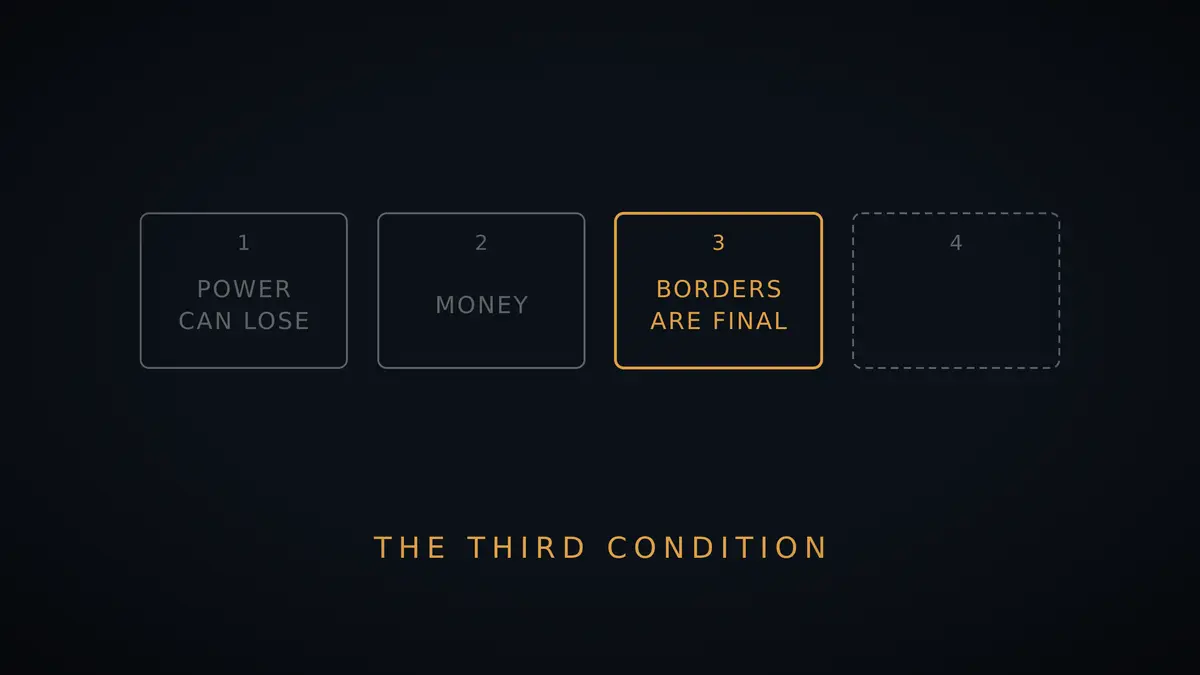 1
POWER
CAN LOSE
2
MONEY
3
BORDERS
ARE FINAL
4
THE THIRD CONDITION